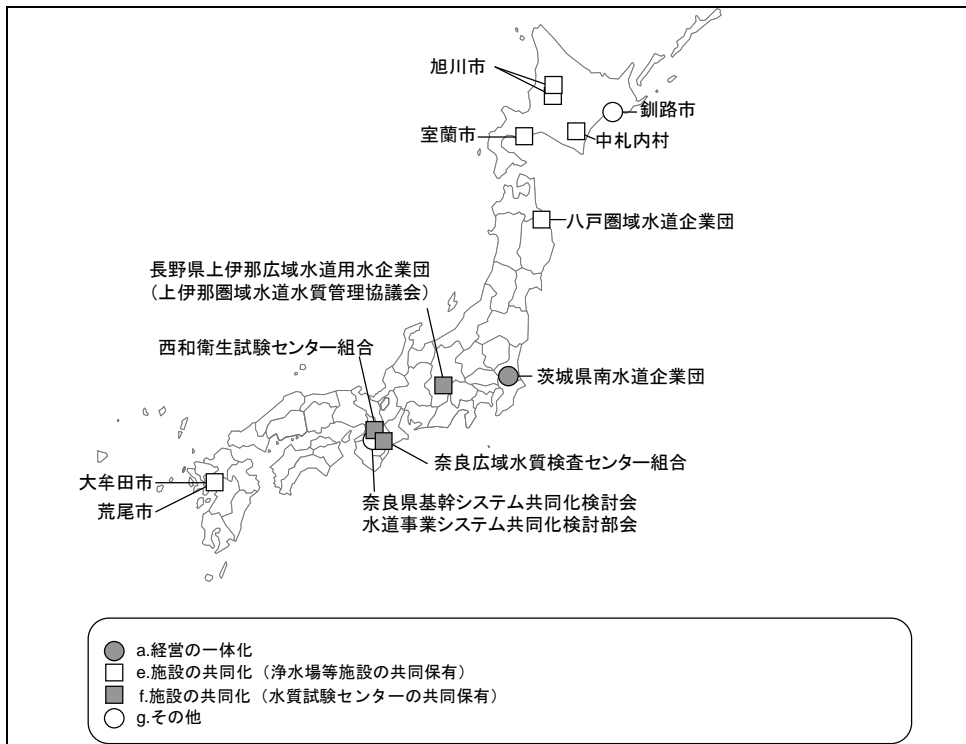 旭川市
釧路市
室蘭市
中札内村
八戸圏域水道企業団
長野県上伊那広域水道用水企業団
（上伊那圏域水道水質管理協議会）
西和衛生試験センター組合
茨城県南水道企業団
奈良広域水質検査センター組合
大牟田市
荒尾市
奈良県基幹システム共同化検討会
水道事業システム共同化検討部会
a.経営の一体化
e.施設の共同化（浄水場等施設の共同保有）
f.施設の共同化（水質試験センターの共同保有）
g.その他